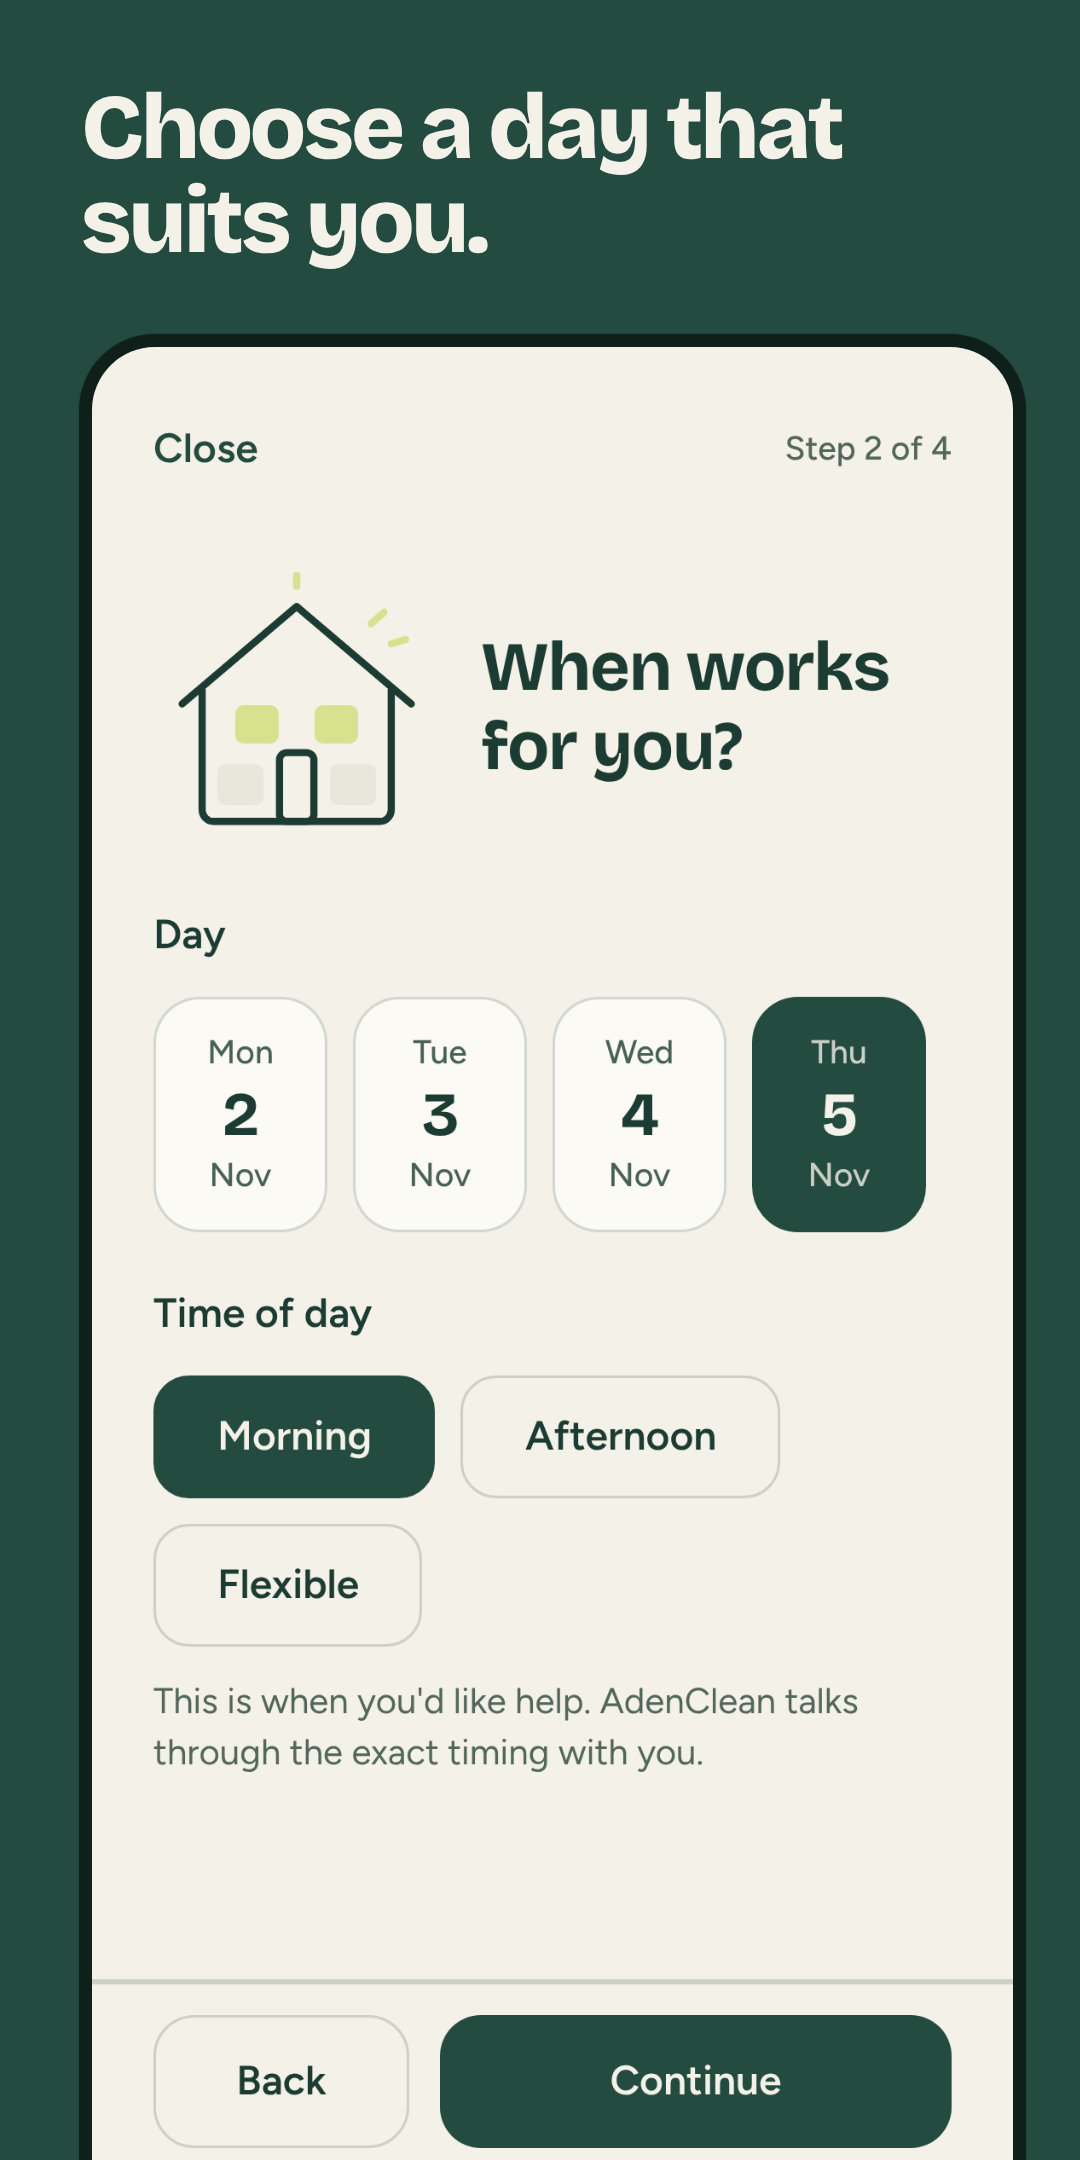 Choose a day that
suits you.
Close
Step 2 of 4
When works
for you?
Day
Mon
2
Nov
Tue
3
Nov
Wed
4
Nov
Thu
5
Nov
Time of day
Morning
Afternoon
Flexible
This is when you'd like help. AdenClean talks
through the exact timing with you.
Back
Continue